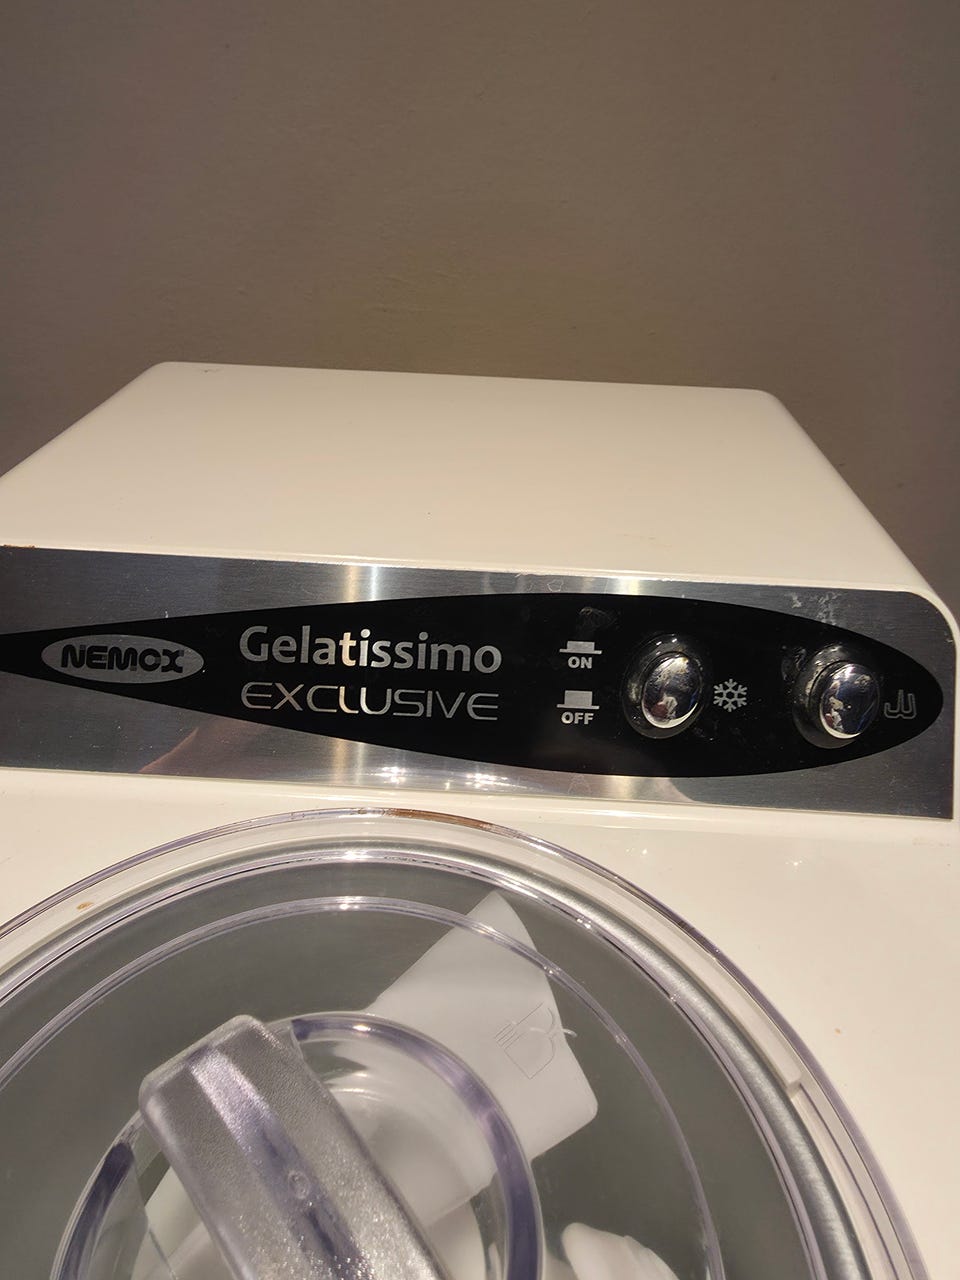 NEMOX
Gelatissimo
EXCLUSIVE
ON
OFF